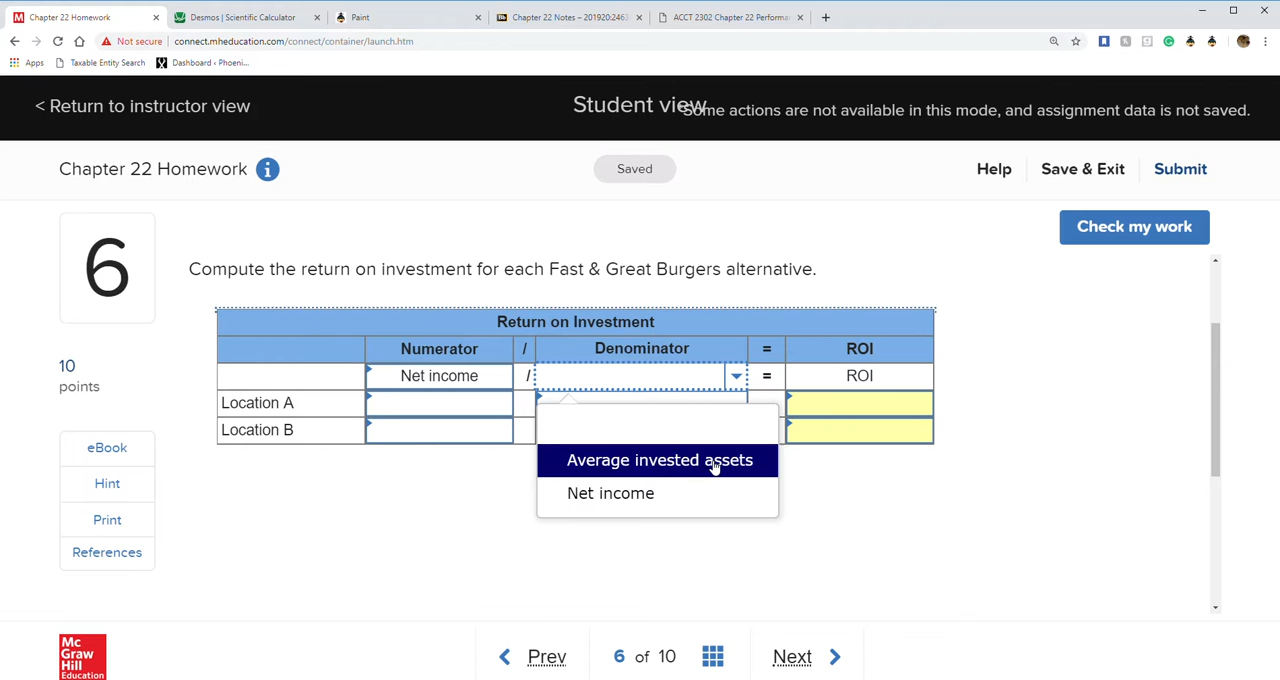 M Chapter 22 Homework
Desmos | Scientific Calculator
Paint
Bb Chapter 22 Notes – 201920:246
ACCT 2302 Chapter 22 Performa
Not secure | connect.mheducation.com/connect/container/launch.htm
Apps Taxable Entity Search Dashboard ‹ Phoeni...
< Return to instructor view
Student view
Some actions are not available in this mode, and assignment data is not saved.
Chapter 22 Homework i
Saved
Help Save & Exit Submit
Check my work
6
10
points
eBook
Hint
Print
References
Compute the return on investment for each Fast & Great Burgers alternative.
Return on Investment
Numerator / Denominator = ROI
Net income / = ROI
Location A
Location B
Average invested assets
Net income
Mc
Graw
Hill
Education
Prev 6 of 10 Next